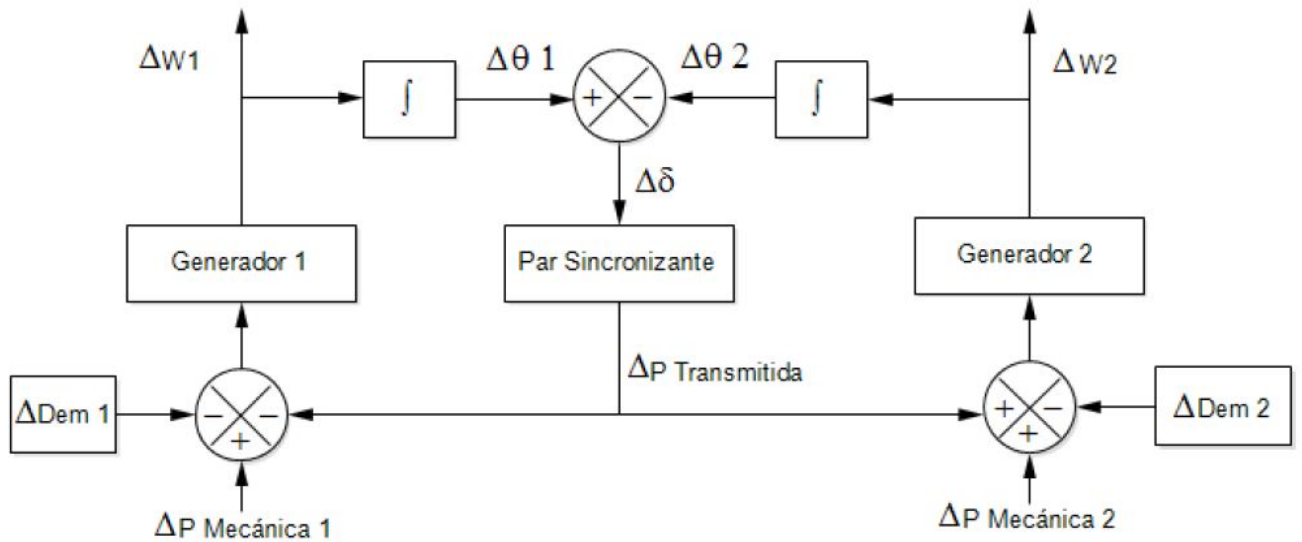 ΔW1
∫
Δθ 1
+
−
Δθ 2
∫
ΔW2
Δδ
Generador 1
Par Sincronizante
Generador 2
ΔP Transmitida
ΔDem 1
−
−
+
+
−
+
ΔDem 2
ΔP Mecánica 1
ΔP Mecánica 2